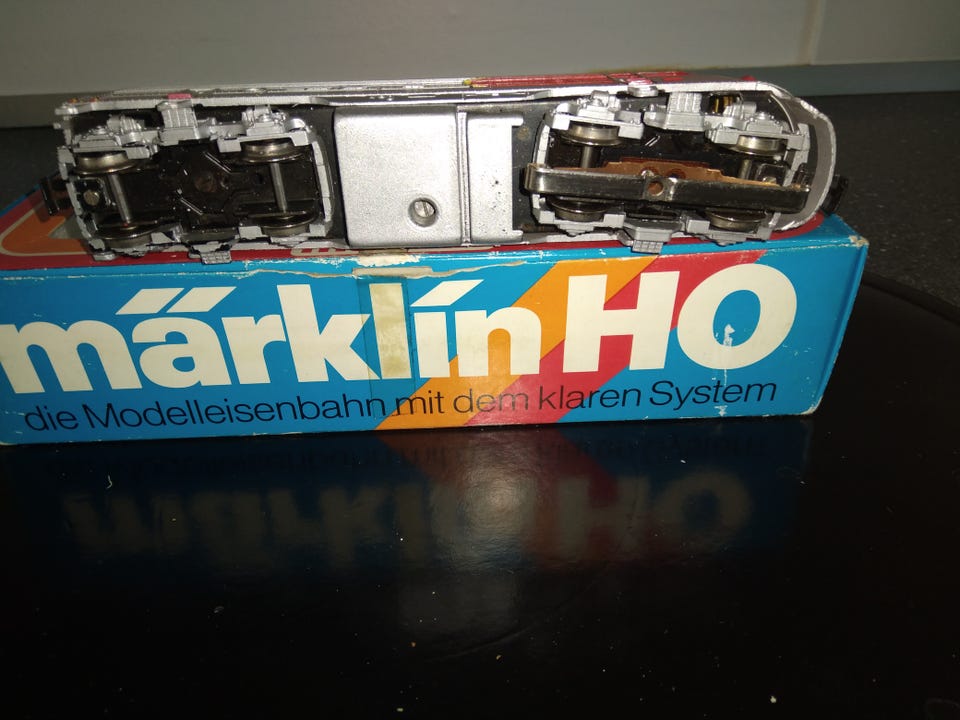 märklin HO
die Modelleisenbahn mit dem klaren System